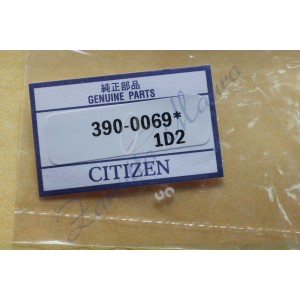 純正部品
GENUINE PARTS
390-0069*
1D2
CITIZEN